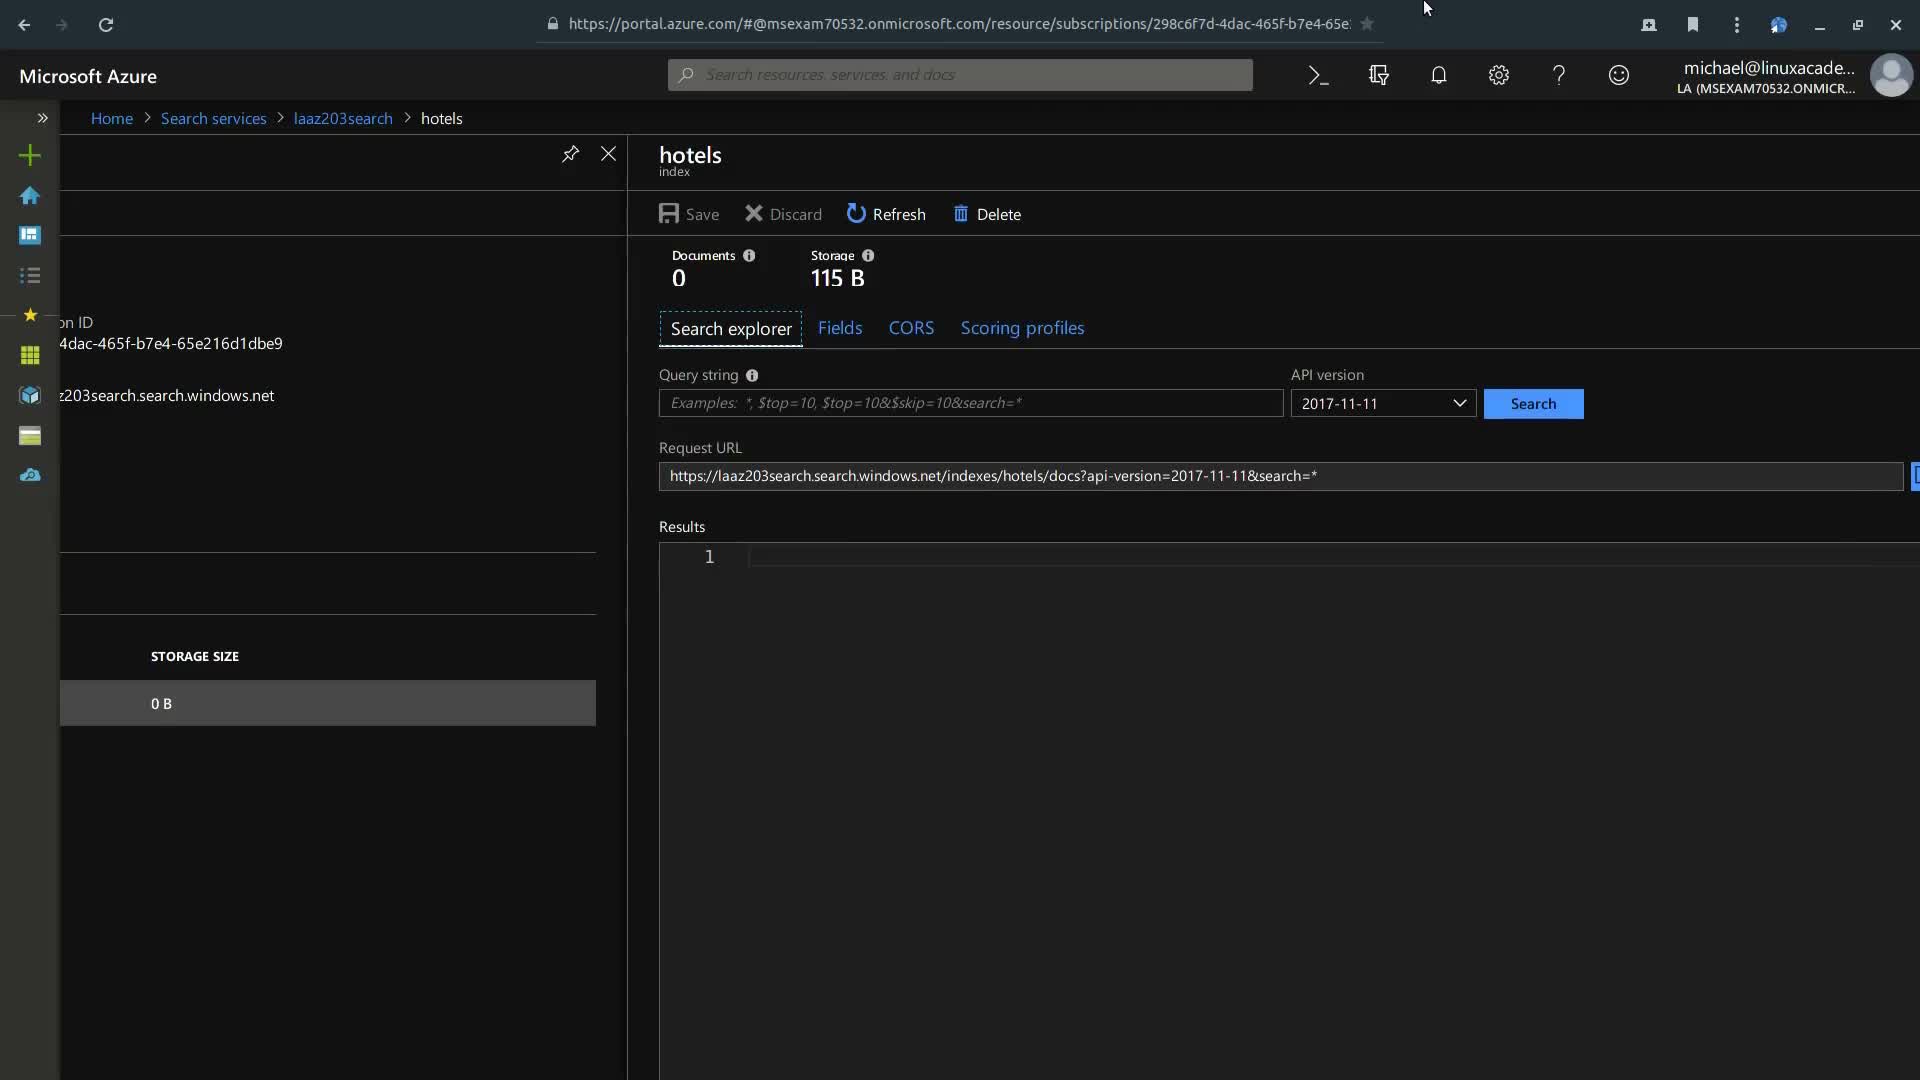 https://portal.azure.com/#@msexam70532.onmicrosoft.com/resource/subscriptions/298c6f7d-4dac-465f-b7e4-65e:
Microsoft Azure
Search resources, services, and docs
michael@linuxacade...
LA (MSEXAM70532.ONMICR...
Home > Search services > laaz203search > hotels
hotels
index
Save Discard Refresh Delete
Documents Storage
0 115 B
on ID
4dac-465f-b7e4-65e216d1dbe9
z203search.search.windows.net
STORAGE SIZE
0 B
Search explorer Fields CORS Scoring profiles
Query string API version
Examples: *, $top=10, $top=10&$skip=10&search=* 2017-11-11 Search
Request URL
https://laaz203search.search.windows.net/indexes/hotels/docs?api-version=2017-11-11&search=*
Results
1